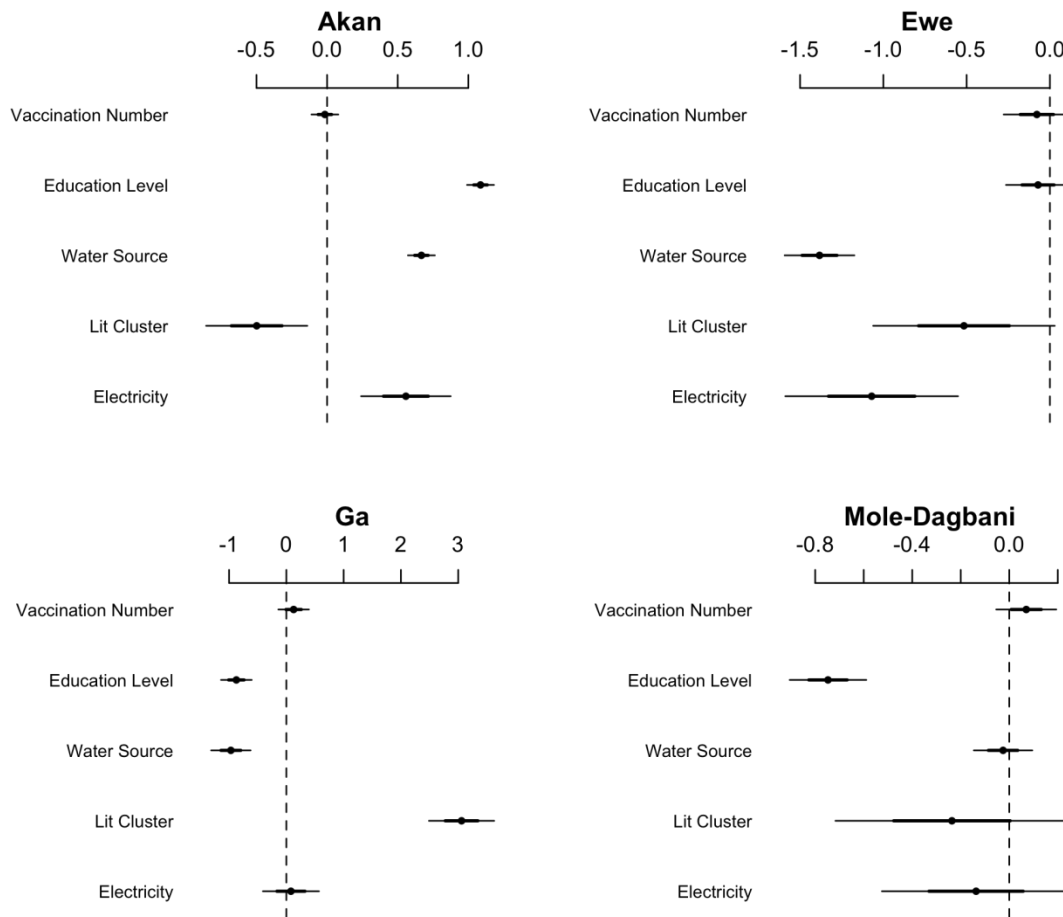 Akan
-0.5 0.0 0.5 1.0
Vaccination Number
Education Level
Water Source
Lit Cluster
Electricity
Ewe
-1.5 -1.0 -0.5 0.0
Vaccination Number
Education Level
Water Source
Lit Cluster
Electricity
Ga
-1 0 1 2 3
Vaccination Number
Education Level
Water Source
Lit Cluster
Electricity
Mole-Dagbani
-0.8 -0.4 0.0
Vaccination Number
Education Level
Water Source
Lit Cluster
Electricity